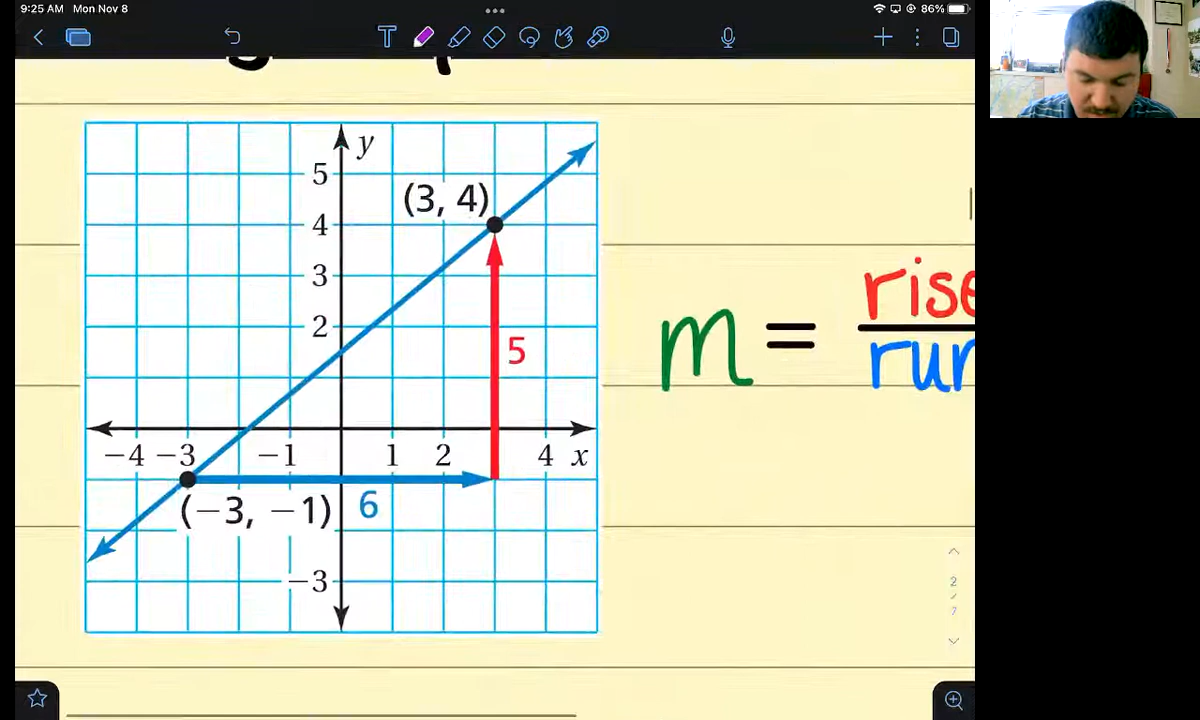 9:25 AM Mon Nov 8
86%
T
y
5
(3, 4)
4
3
2
5
m = rise
run
-4 -3 -1 1 2 4 x
(-3, -1) 6
-3
2
/
7